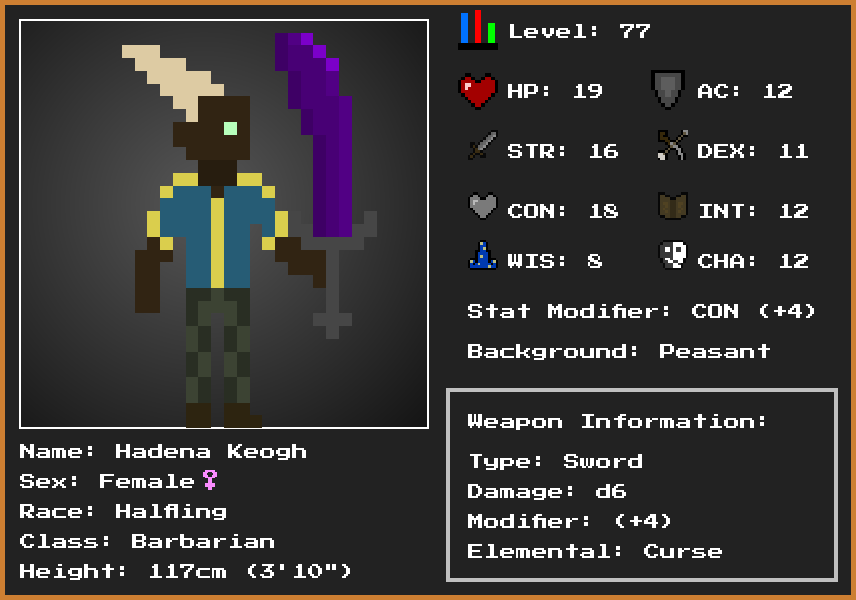 Level: 77
HP: 19
AC: 12
STR: 16
DEX: 11
CON: 18
INT: 12
WIS: 8
CHA: 12
Stat Modifier: CON (+4)
Background: Peasant
Weapon Information:
Type: Sword
Damage: d6
Modifier: (+4)
Elemental: Curse
Name: Hadena Keogh
Sex: Female♀
Race: Halfling
Class: Barbarian
Height: 117cm (3'10")